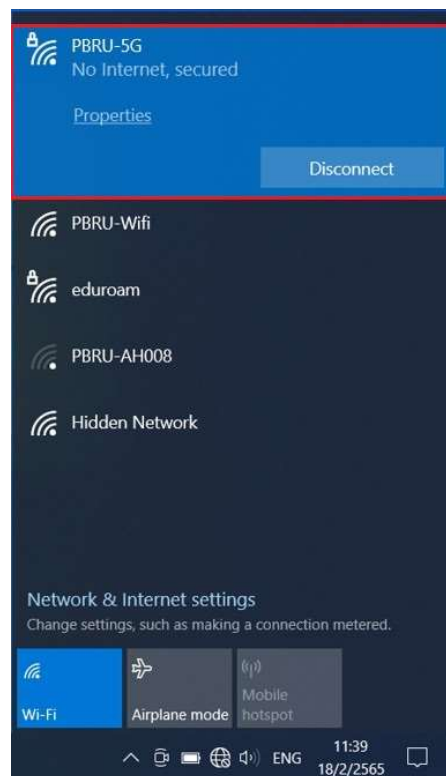 PBRU-5G
No Internet, secured
Properties
Disconnect
PBRU-Wifi
eduroam
PBRU-AH008
Hidden Network
Network & Internet settings
Change settings, such as making a connection metered.
Wi-Fi
Airplane mode
Mobile
hotspot
ENG
11:39
18/2/2565